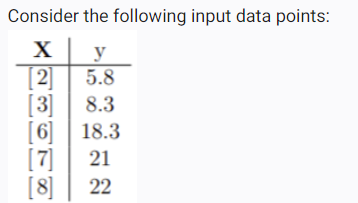 Consider the following input data points:
X y
[2] 5.8
[3] 8.3
[6] 18.3
[7] 21
[8] 22